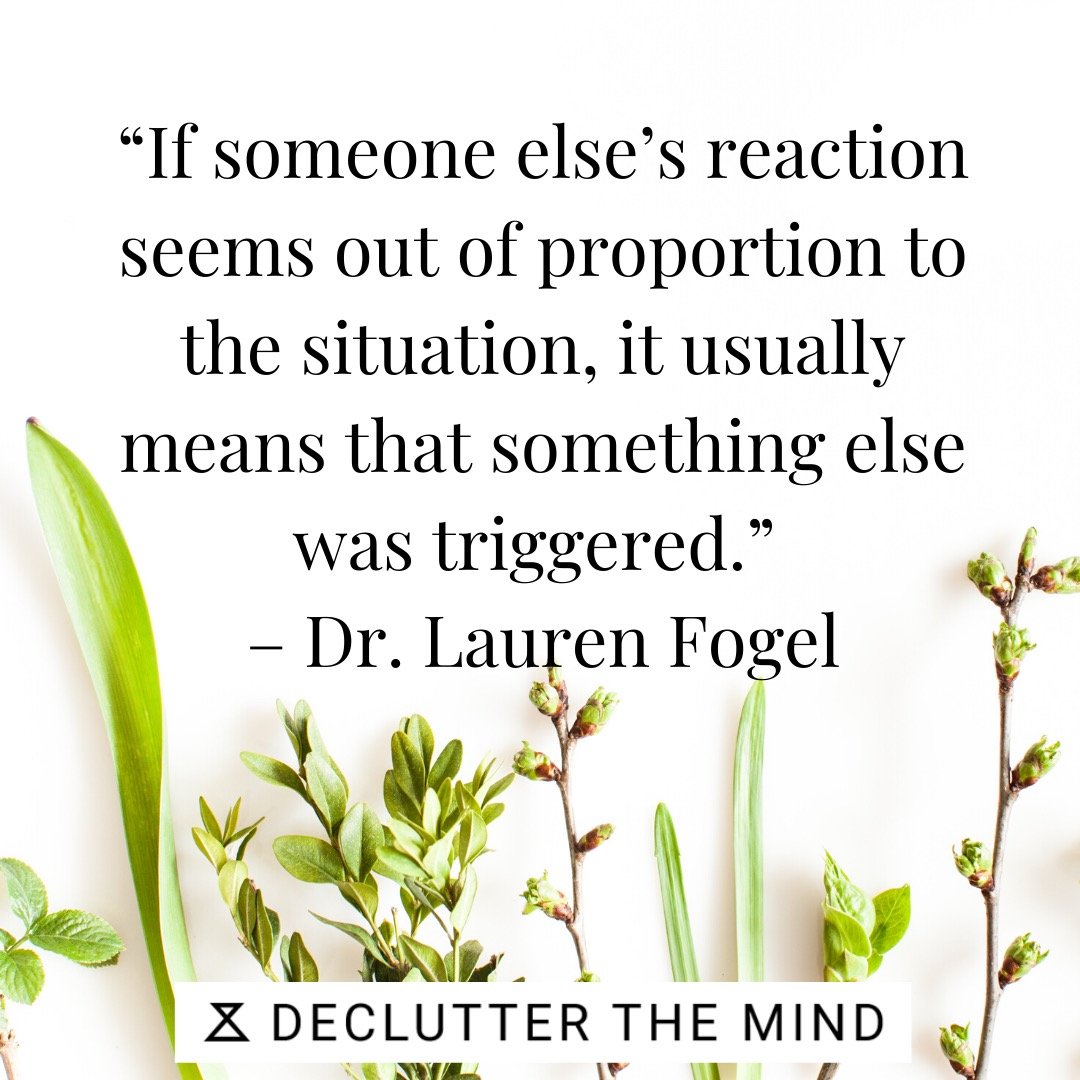 “If someone else’s reaction
seems out of proportion to
the situation, it usually
means that something else
was triggered.”
– Dr. Lauren Fogel
DECLUTTER THE MIND